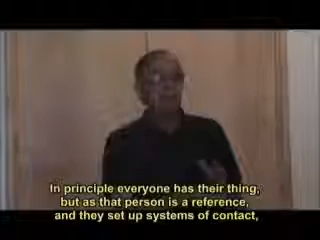 In principle everyone has their thing,
but as that person is a reference,
and they set up systems of contact,